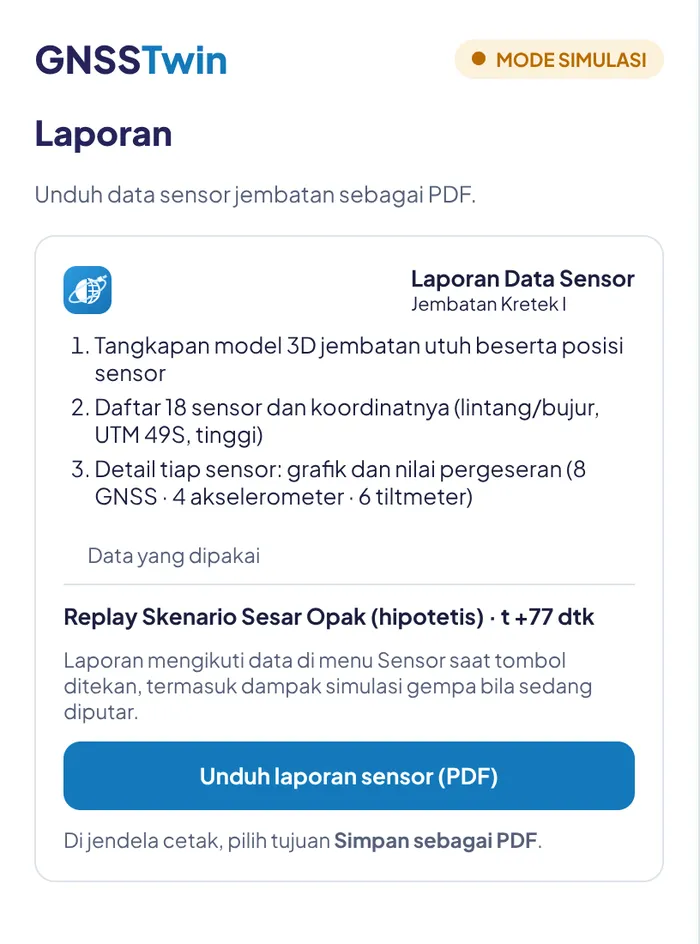 GNSSTwin
MODE SIMULASI
Laporan
Unduh data sensor jembatan sebagai PDF.
Laporan Data Sensor
Jembatan Kretek I
1. Tangkapan model 3D jembatan utuh beserta posisi
sensor
2. Daftar 18 sensor dan koordinatnya (lintang/bujur,
UTM 49S, tinggi)
3. Detail tiap sensor: grafik dan nilai pergeseran (8
GNSS · 4 akselerometer · 6 tiltmeter)
Data yang dipakai
Replay Skenario Sesar Opak (hipotetis) · t +77 dtk
Laporan mengikuti data di menu Sensor saat tombol
ditekan, termasuk dampak simulasi gempa bila sedang
diputar.
Unduh laporan sensor (PDF)
Di jendela cetak, pilih tujuan Simpan sebagai PDF.